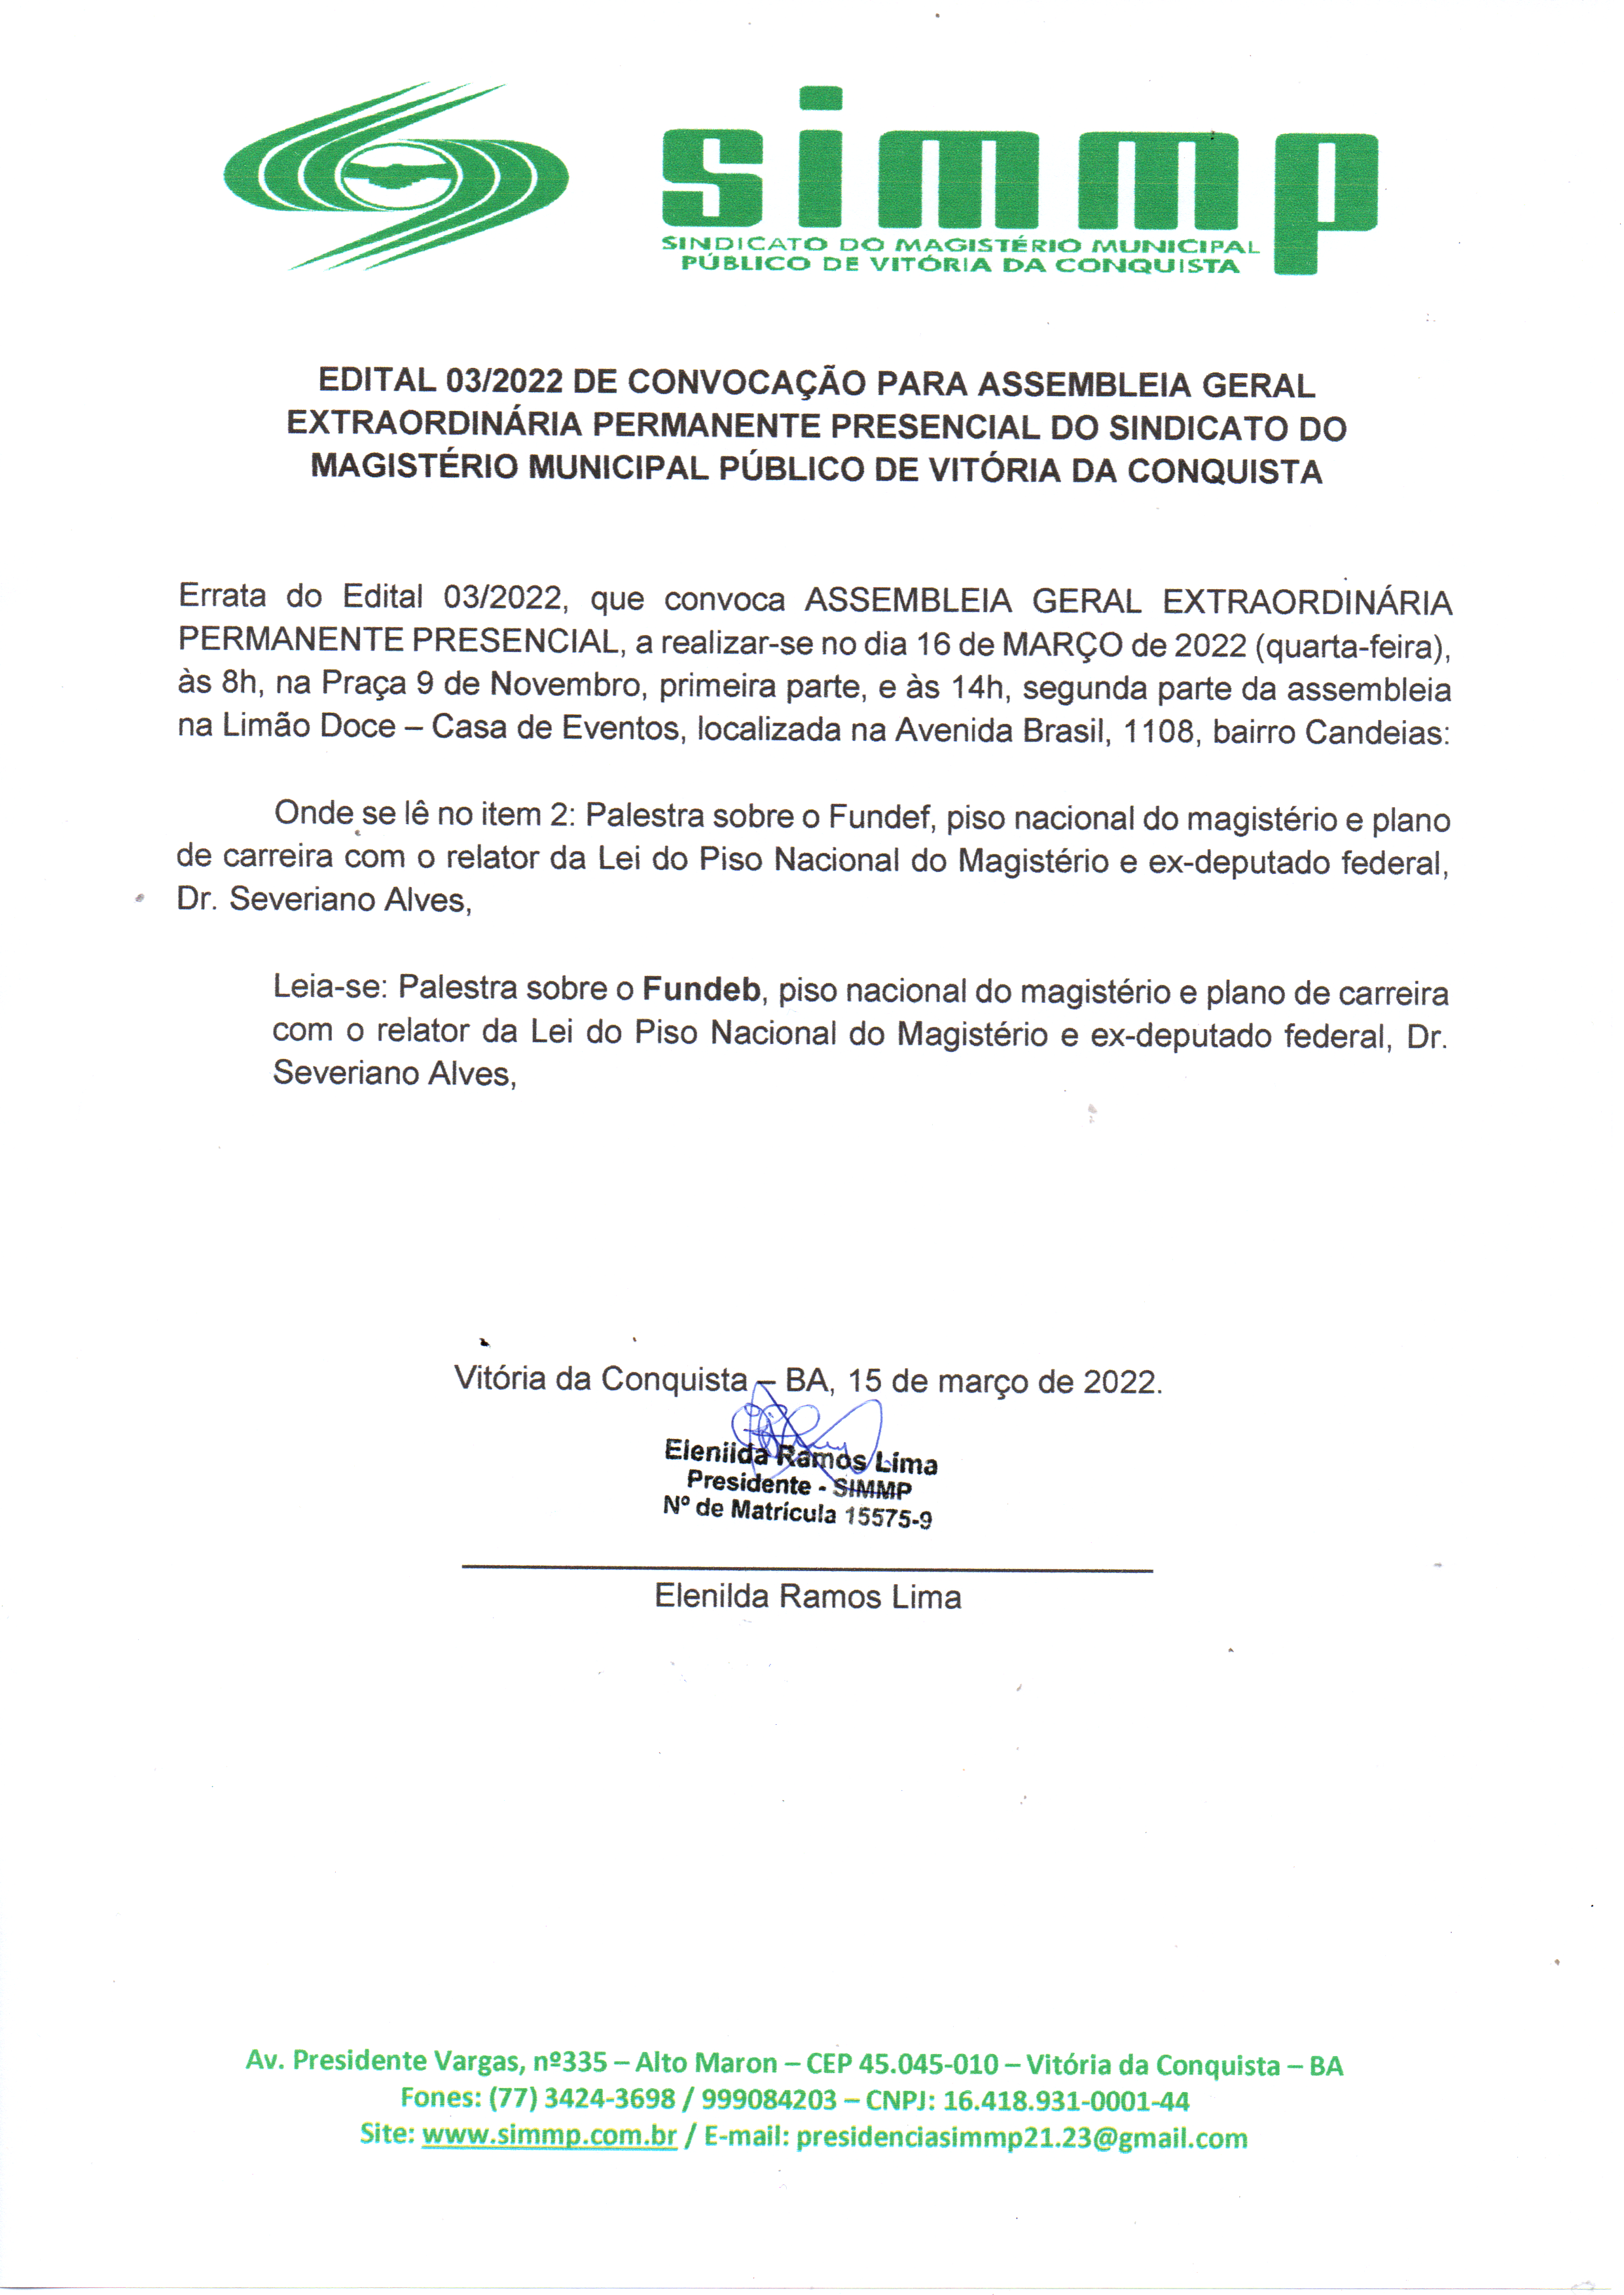 simmp
SINDICATO DO MAGISTÉRIO MUNICIPAL
PÚBLICO DE VITÓRIA DA CONQUISTA
EDITAL 03/2022 DE CONVOCAÇÃO PARA ASSEMBLEIA GERAL
EXTRAORDINÁRIA PERMANENTE PRESENCIAL DO SINDICATO DO
MAGISTÉRIO MUNICIPAL PÚBLICO DE VITÓRIA DA CONQUISTA
Errata do Edital 03/2022, que convoca ASSEMBLEIA GERAL EXTRAORDINÁRIA
PERMANENTE PRESENCIAL, a realizar-se no dia 16 de MARÇO de 2022 (quarta-feira),
às 8h, na Praça 9 de Novembro, primeira parte, e às 14h, segunda parte da assembleia
na Limão Doce – Casa de Eventos, localizada na Avenida Brasil, 1108, bairro Candeias:
Onde se lê no item 2: Palestra sobre o Fundef, piso nacional do magistério e plano
de carreira com o relator da Lei do Piso Nacional do Magistério e ex-deputado federal,
Dr. Severiano Alves,
Leia-se: Palestra sobre o Fundeb, piso nacional do magistério e plano de carreira
com o relator da Lei do Piso Nacional do Magistério e ex-deputado federal, Dr.
Severiano Alves,
Vitória da Conquista – BA, 15 de março de 2022.
Elenilda Ramos Lima
Presidente - SIMMP
Nº de Matrícula 15575-9
Elenilda Ramos Lima
Av. Presidente Vargas, nº335 – Alto Maron – CEP 45.045-010 – Vitória da Conquista – BA
Fones: (77) 3424-3698 / 999084203 – CNPJ: 16.418.931-0001-44
Site: www.simmp.com.br / E-mail: presidenciasimmp21.23@gmail.com